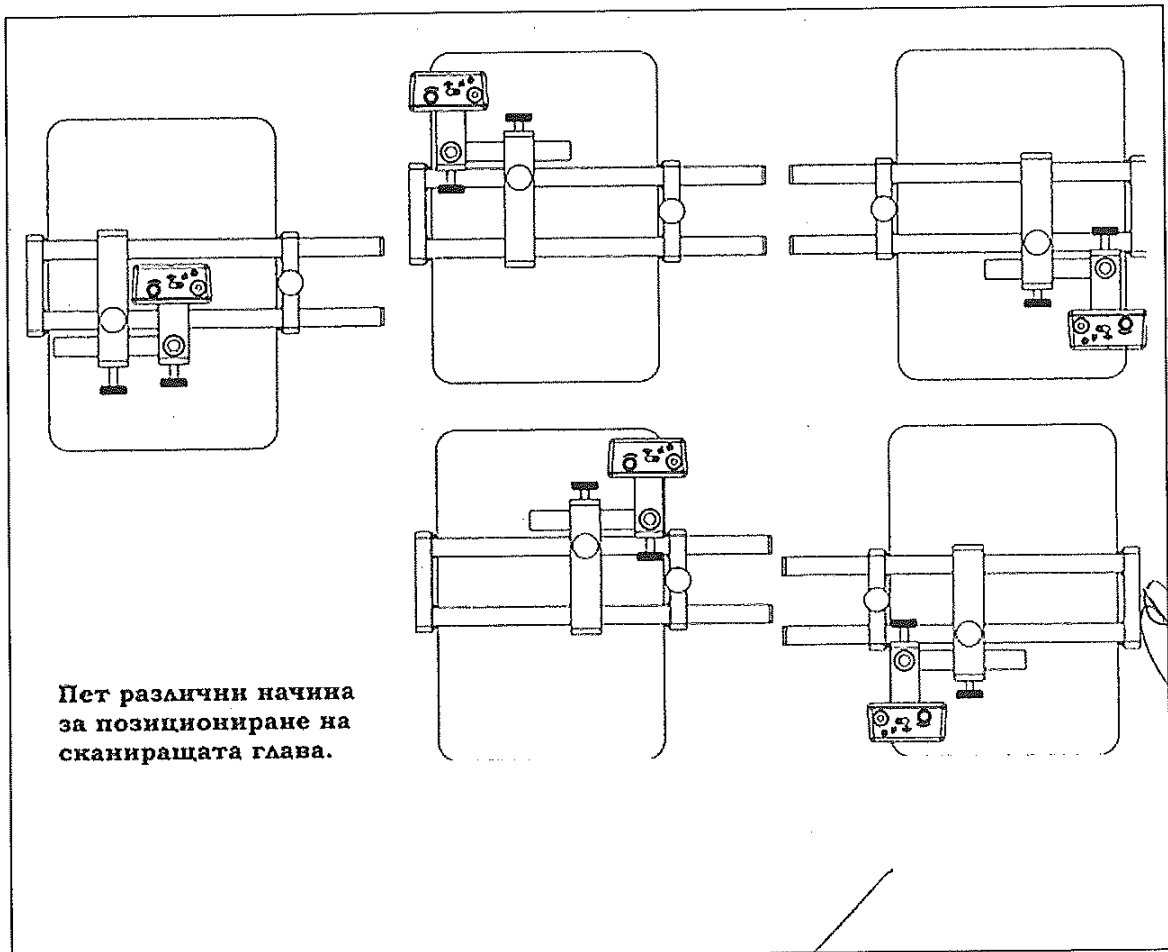 Пет различни начина
за позициониране на
сканиращата глава.